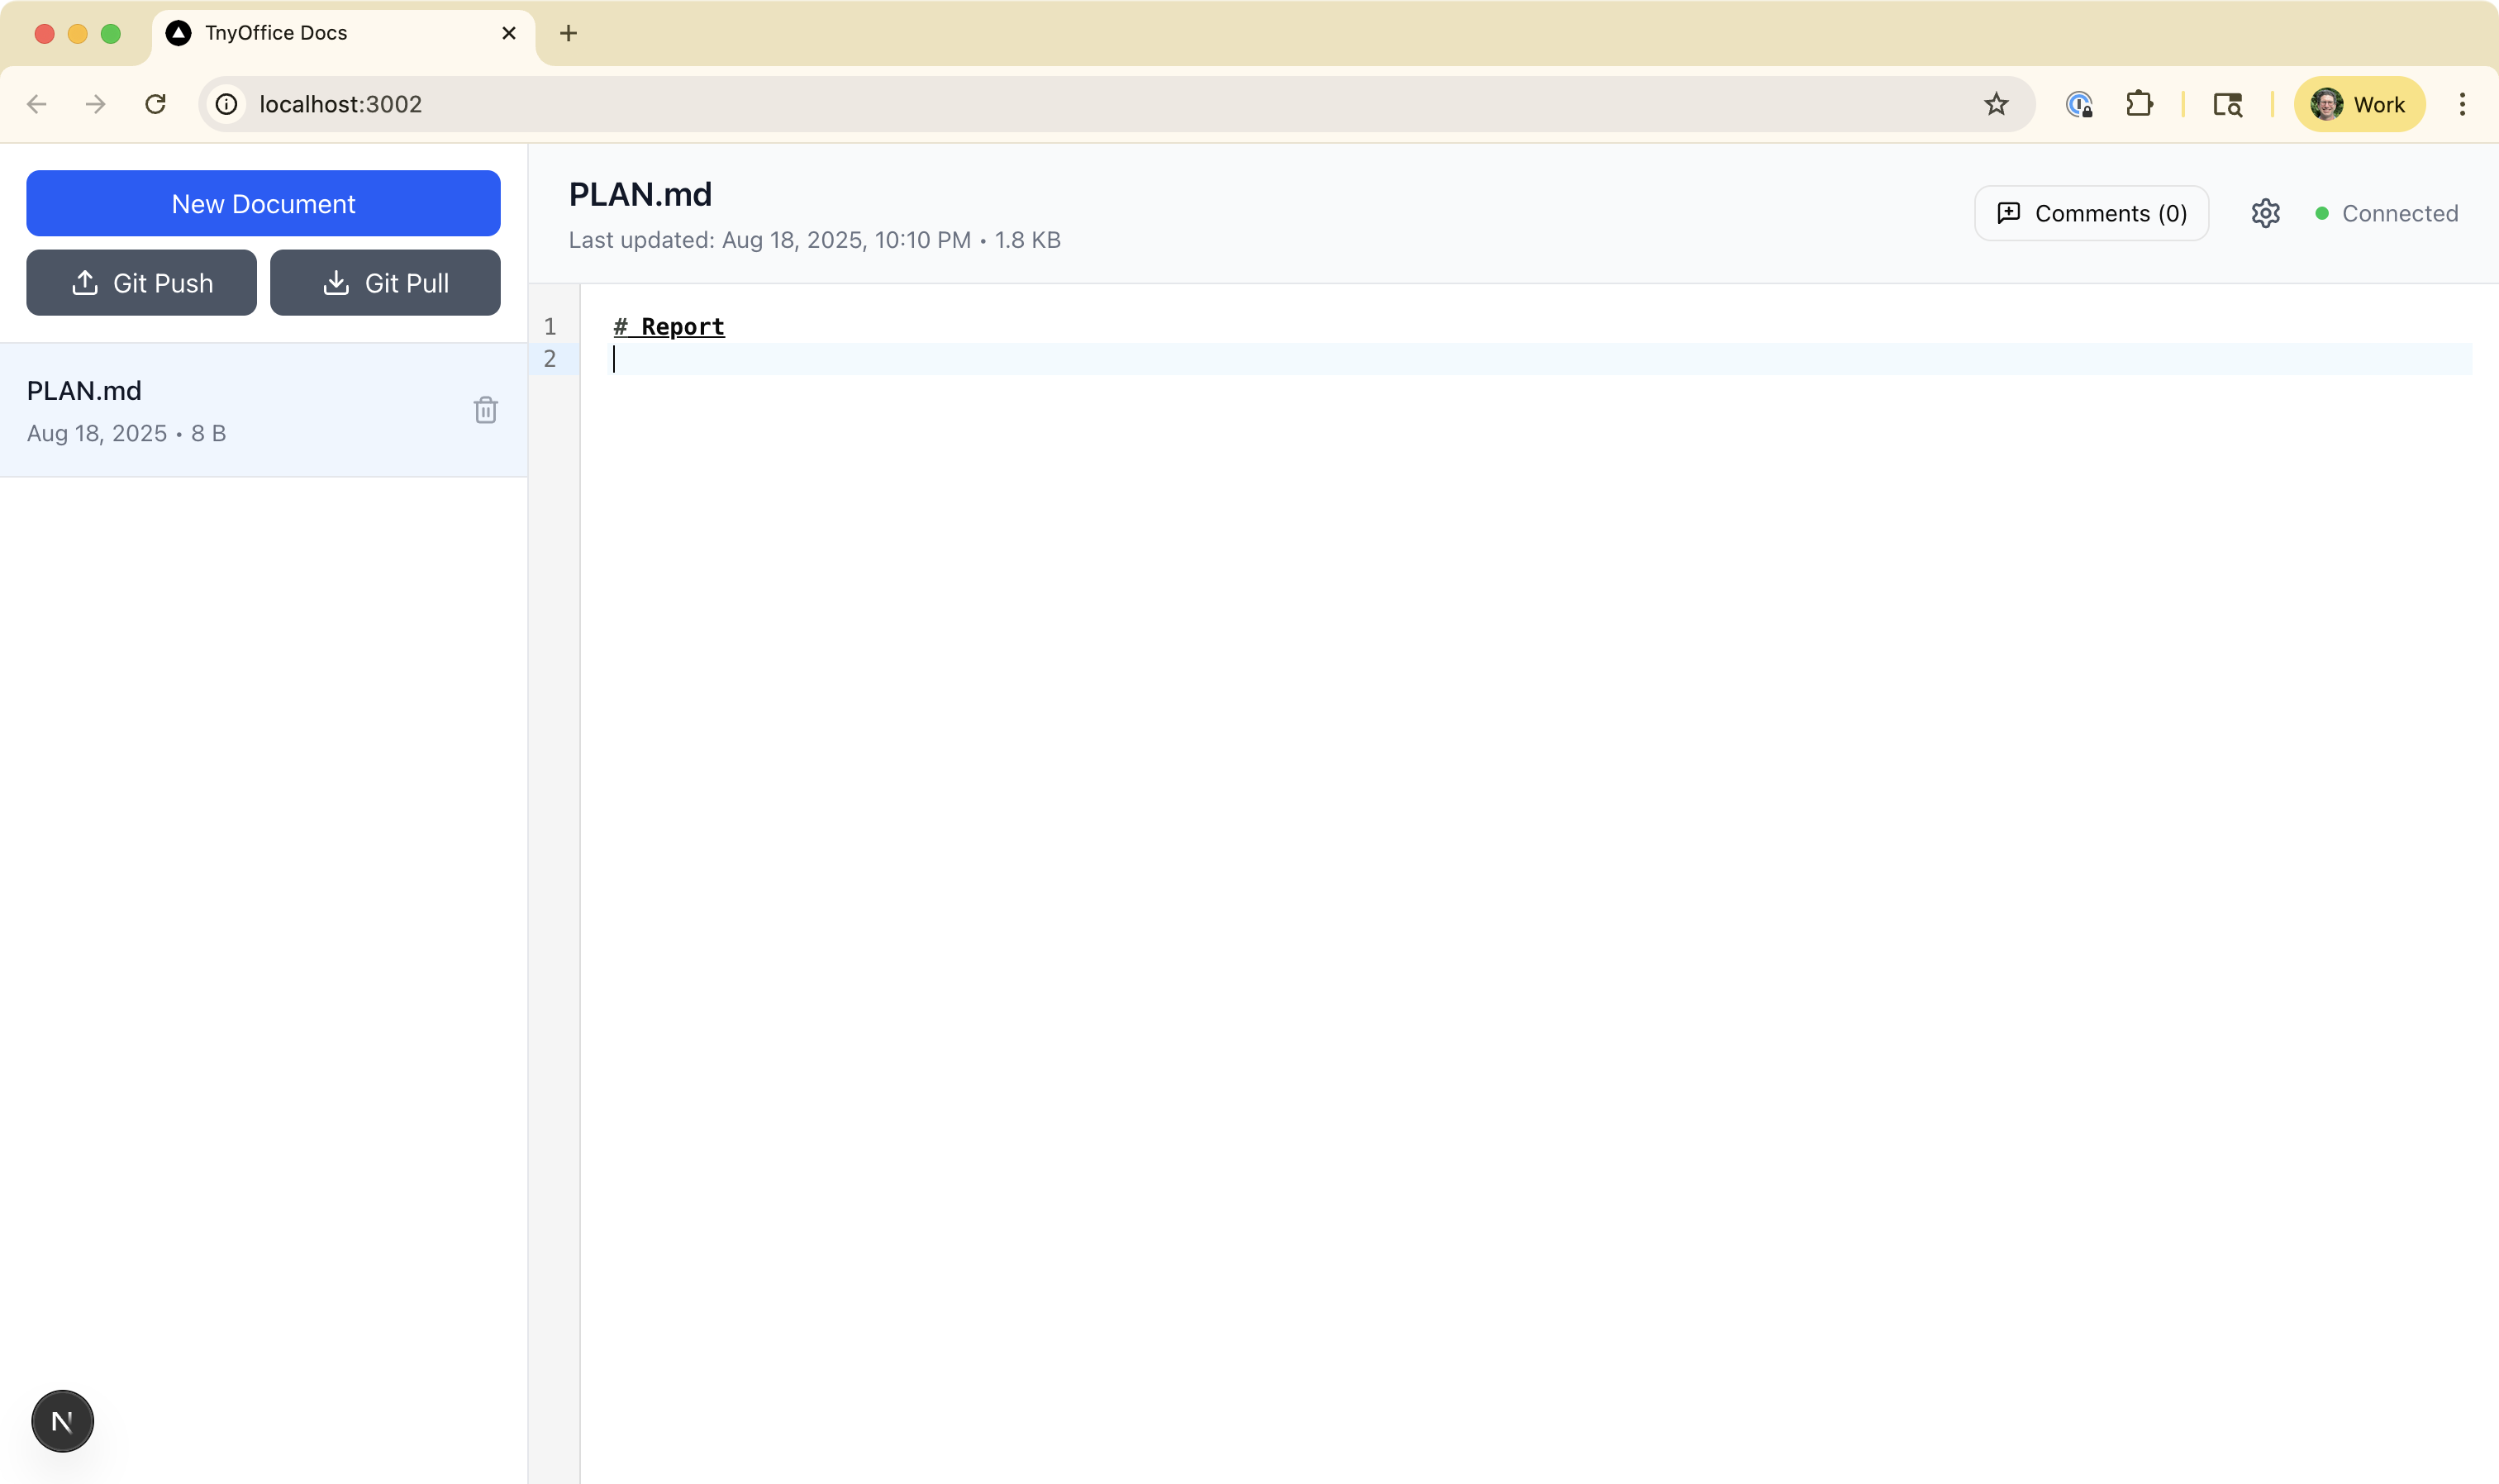 TnyOffice Docs
localhost:3002
Work
New Document
Git Push
Git Pull
PLAN.md
Aug 18, 2025 • 8 B
PLAN.md
Last updated: Aug 18, 2025, 10:10 PM • 1.8 KB
Comments (0)
Connected
1 # Report
2
N